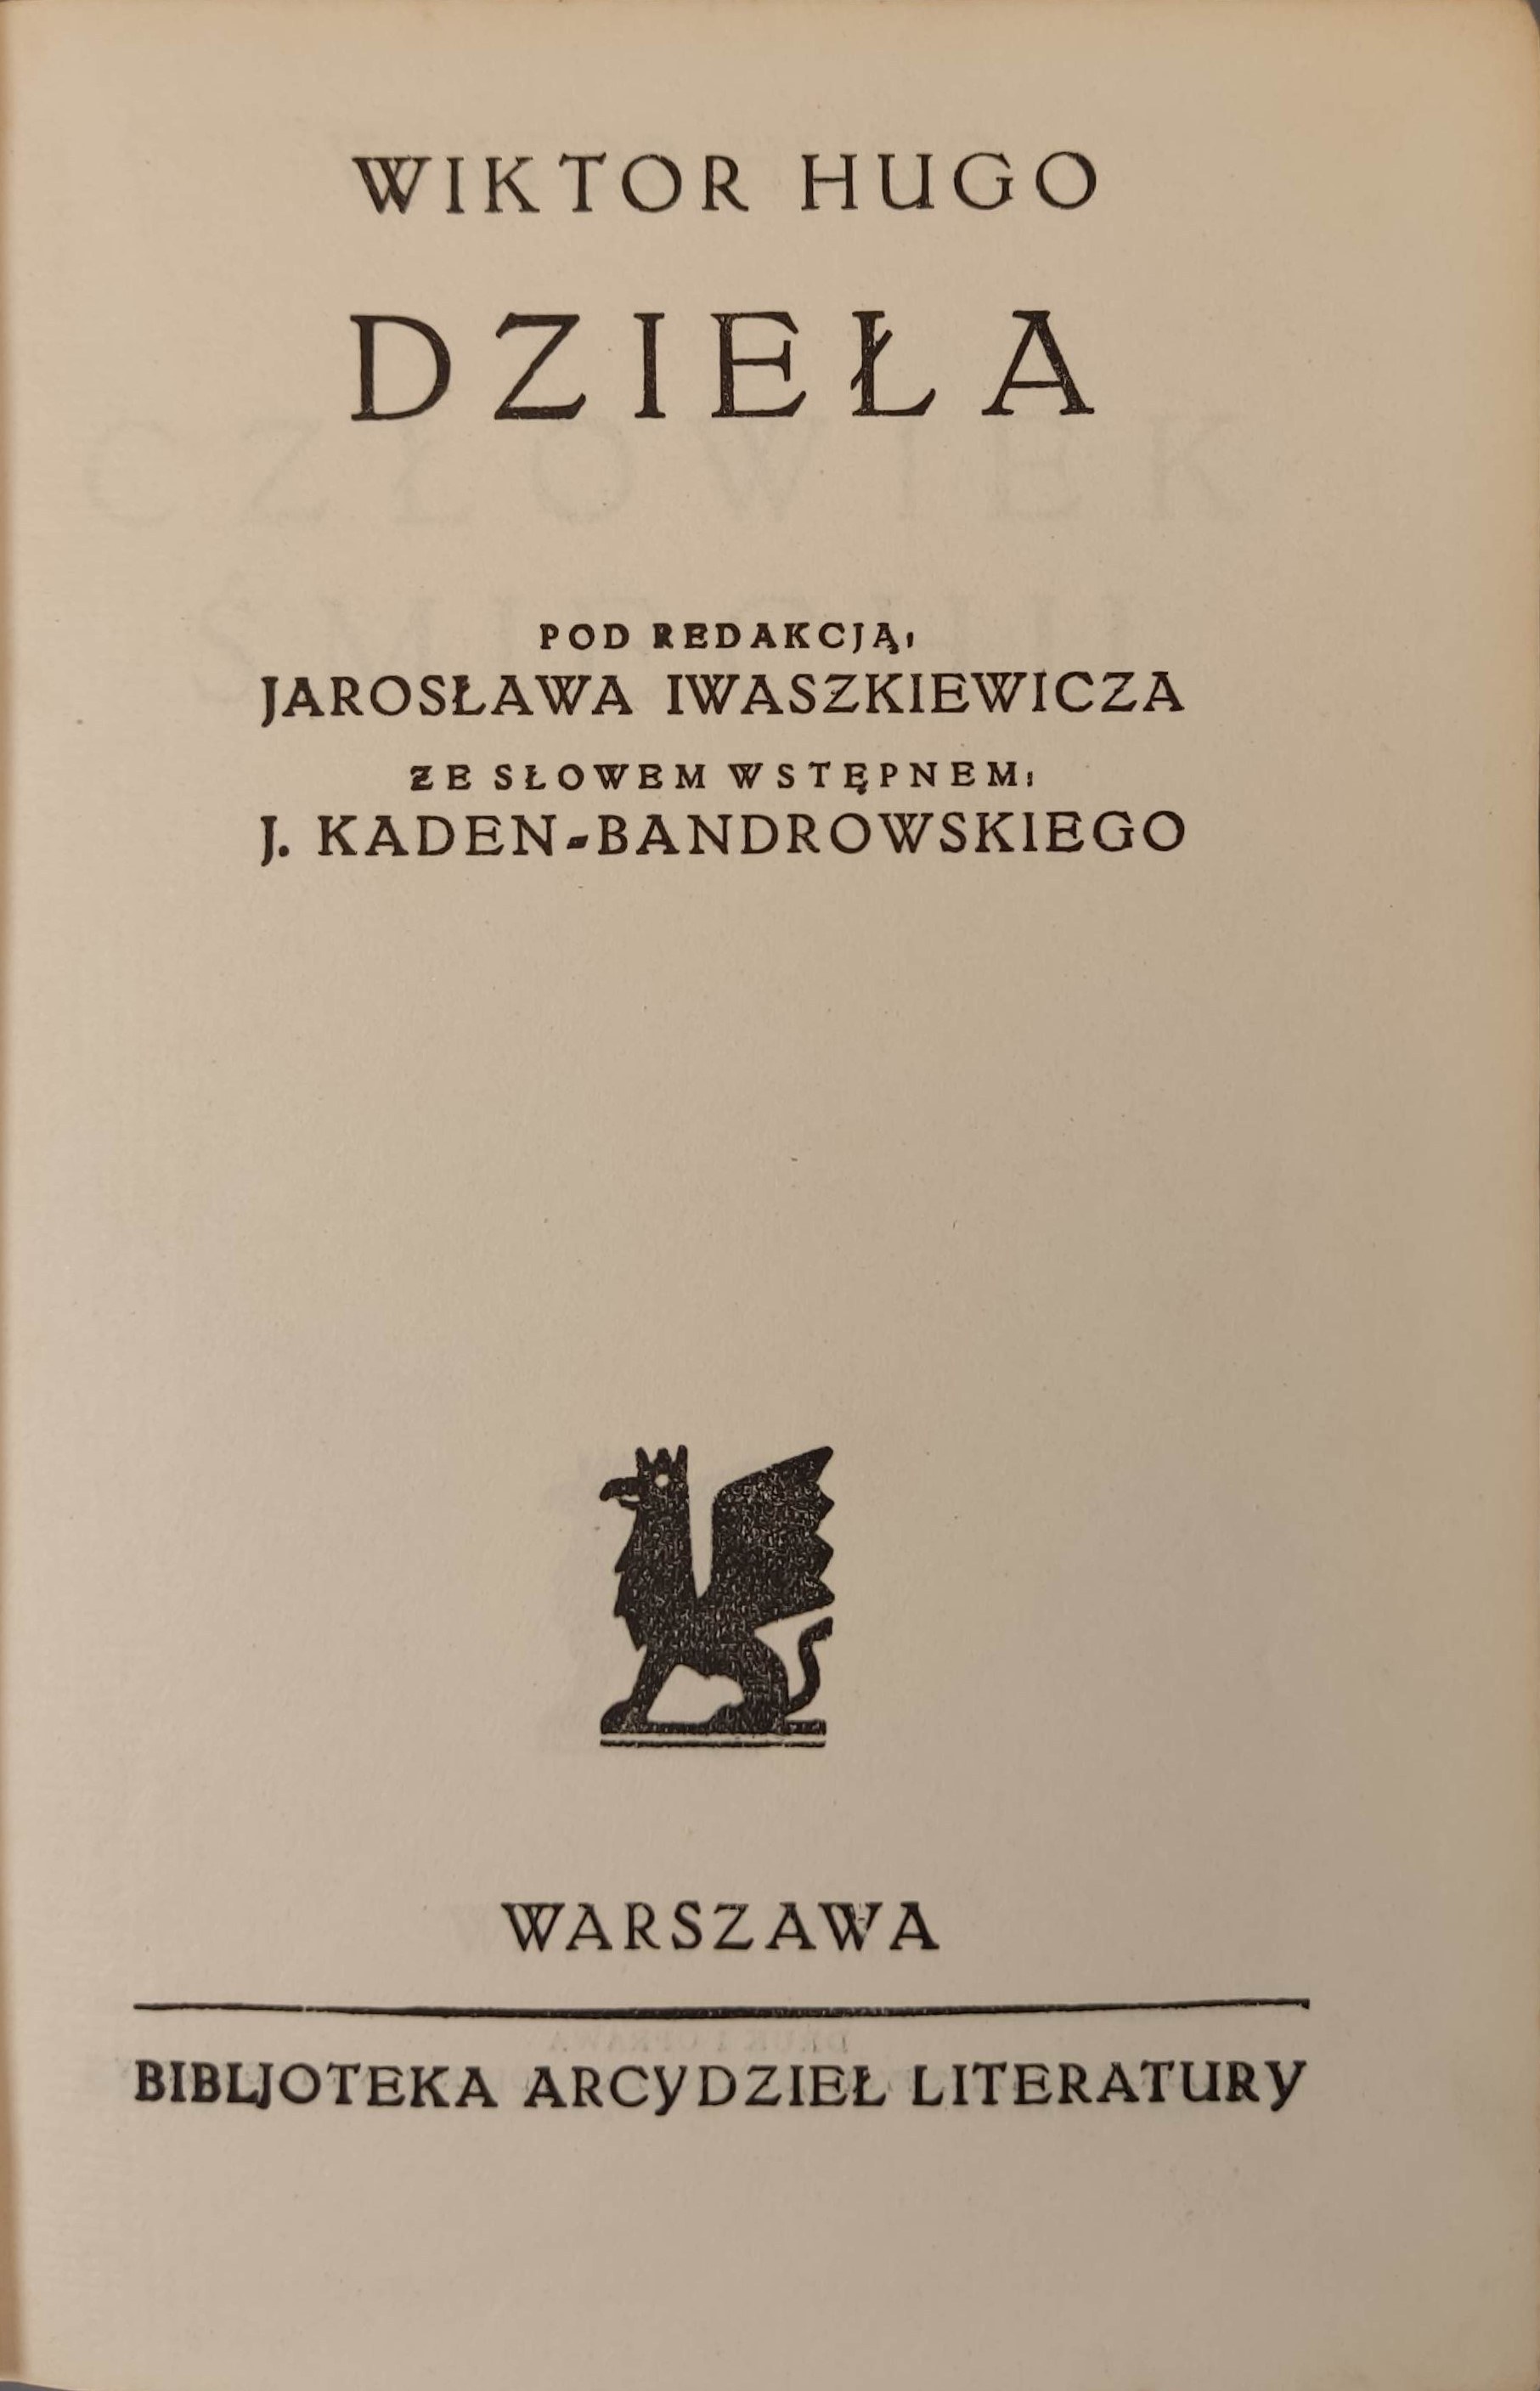 WIKTOR HUGO
DZIEŁA
POD REDAKCJĄ:
JAROSŁAWA IWASZKIEWICZA
ZE SŁOWEM WSTĘPNEM:
J. KADEN-BANDROWSKIEGO
WARSZAWA
BIBLJOTEKA ARCYDZIEŁ LITERATURY